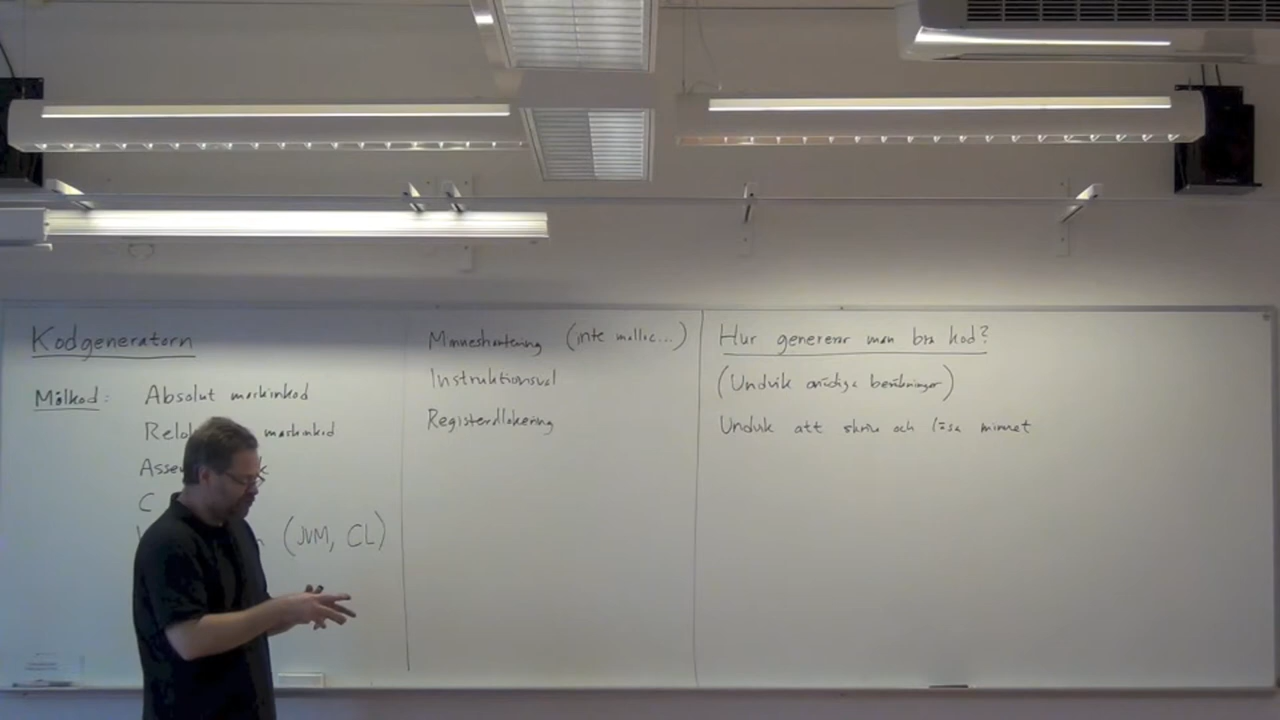 Kodgeneratorn
Målkod: Absolut maskinkod
maskinkod
C
(JVM, CL)
Minneshantering (inte malloc...)
Instruktionsval
Registerallokering
Hur genererar man bra kod?
(Undvik onödiga beräkningar)
Undvik att skriva och läsa minnet